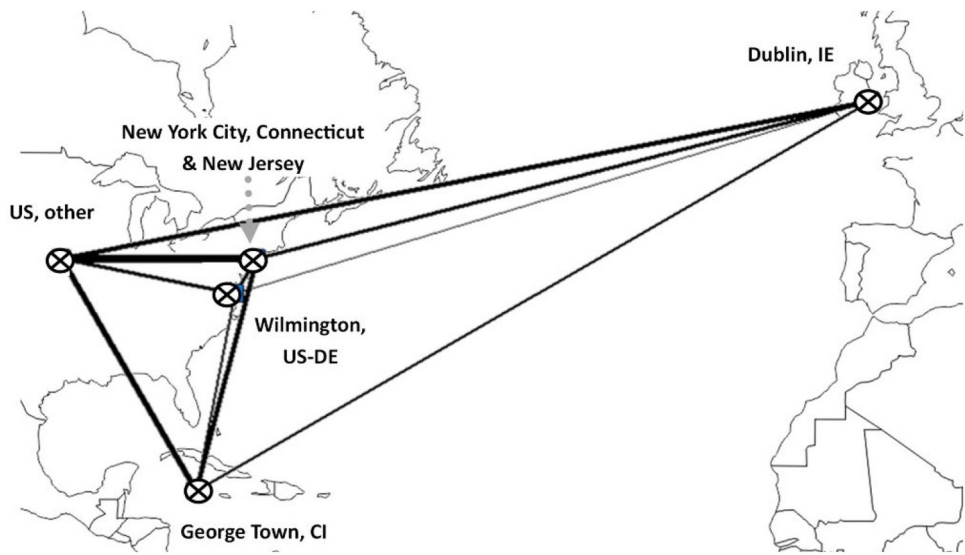 Dublin, IE
New York City, Connecticut
& New Jersey
US, other
Wilmington,
US-DE
George Town, CI